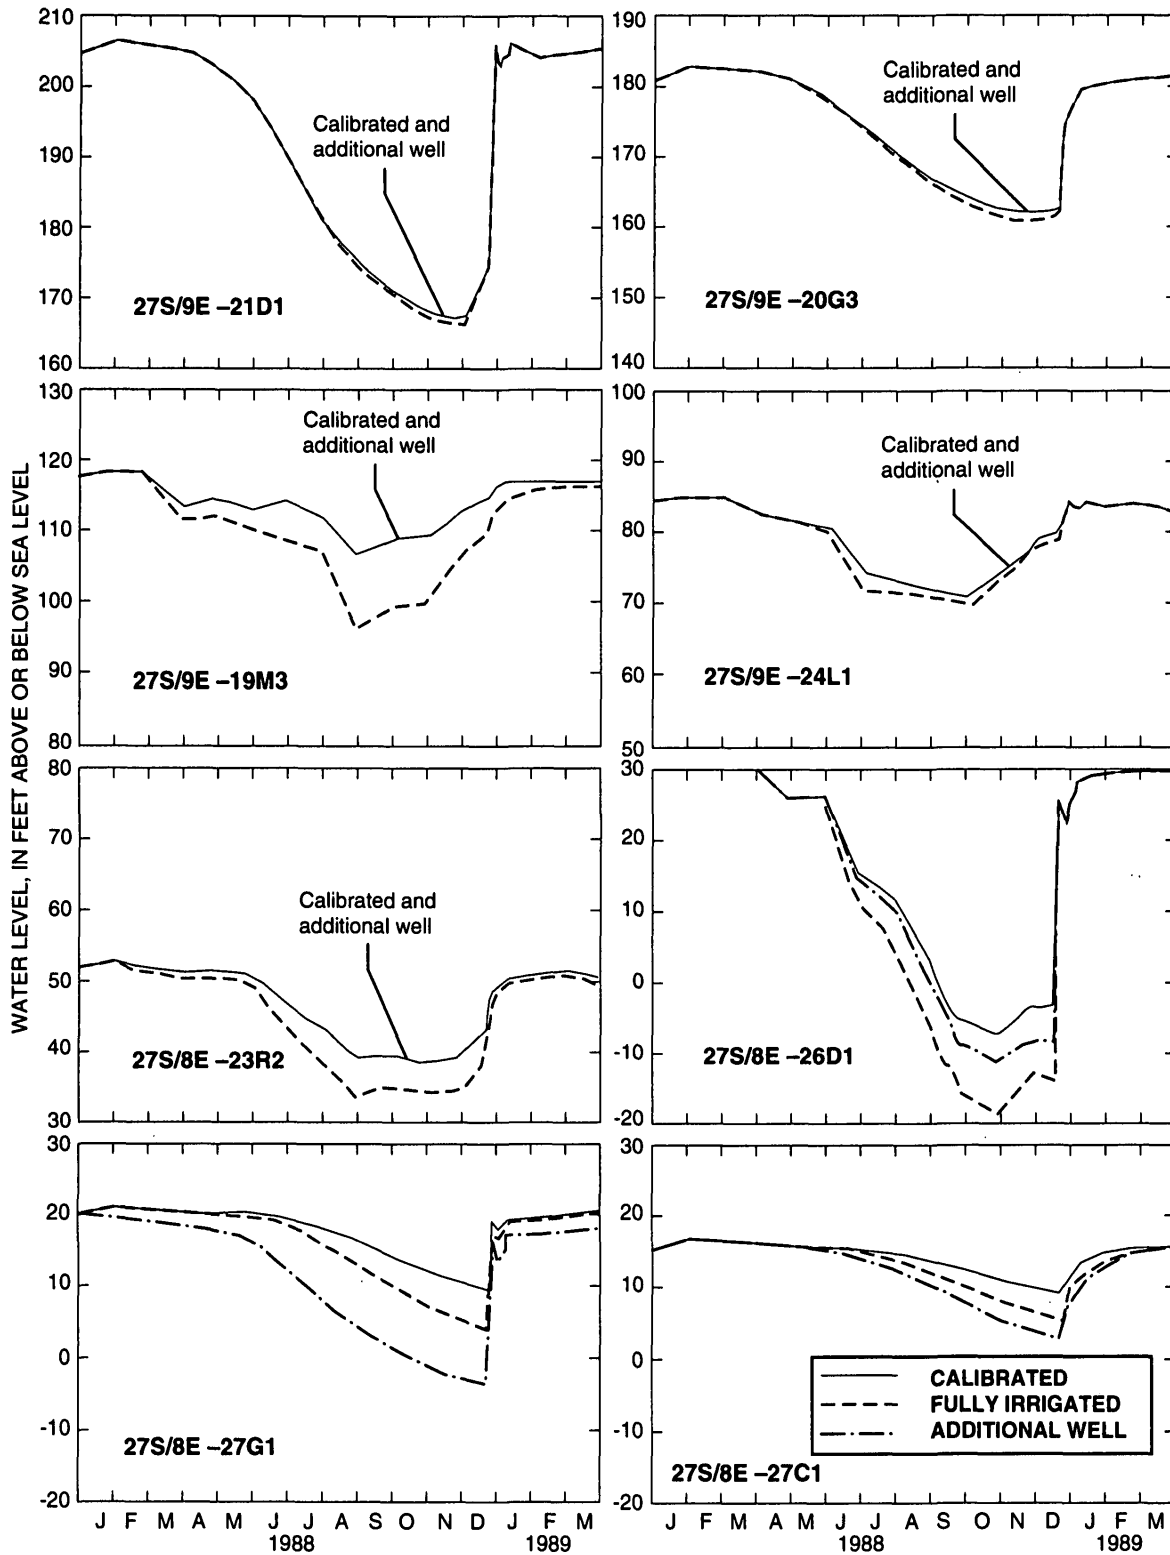 WATER LEVEL, IN FEET ABOVE OR BELOW SEA LEVEL
210
200
190
180
170
160
Calibrated and
additional well
27S/9E –21D1
190
180
170
160
150
140
Calibrated and
additional well
27S/9E –20G3
130
120
110
100
90
80
Calibrated and
additional well
27S/9E –19M3
100
90
80
70
60
50
Calibrated and
additional well
27S/9E –24L1
80
70
60
50
40
30
Calibrated and
additional well
27S/8E –23R2
30
20
10
0
-10
-20
27S/8E –26D1
30
20
10
0
-10
-20
27S/8E –27G1
J F M A M J J A S O N D J F M
1988 1989
30
20
10
0
-10
-20
CALIBRATED
FULLY IRRIGATED
ADDITIONAL WELL
27S/8E –27C1
J F M A M J J A S O N D J F M
1988 1989